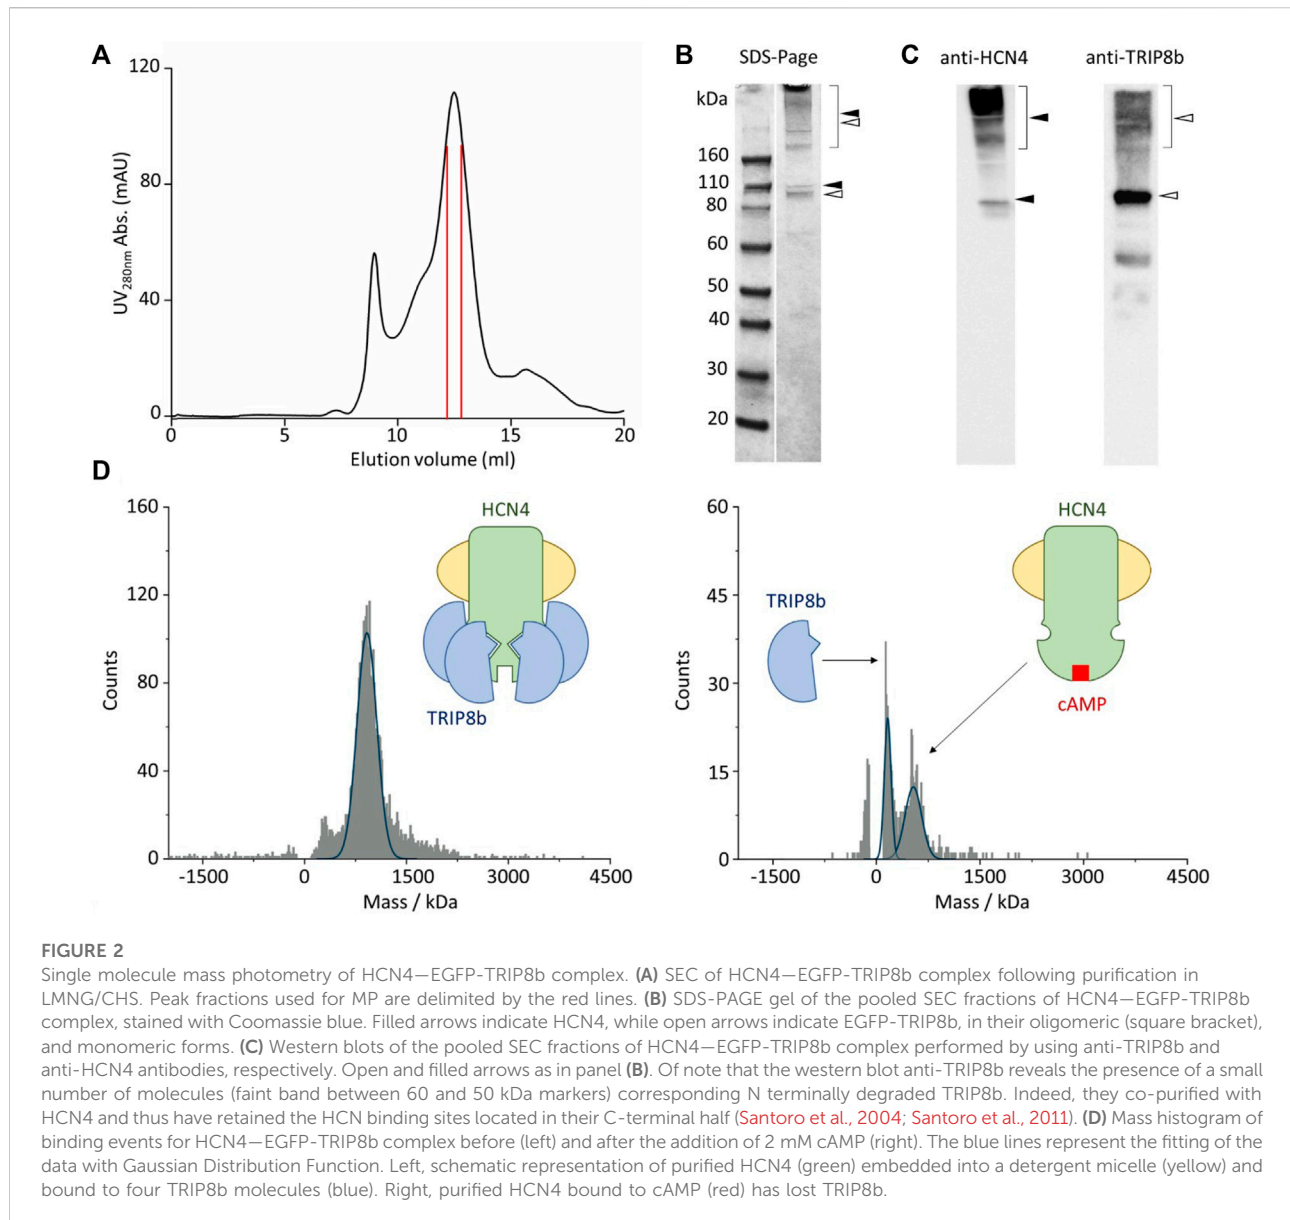 A
120
80
40
0
UV280nm Abs. (mAU)
0
5
10
15
20
Elution volume (ml)
B
SDS-Page
kDa
160
110
80
60
50
40
30
20
C
anti-HCN4
anti-TRIP8b
D
160
120
80
40
0
Counts
-1500
0
1500
3000
4500
Mass / kDa
HCN4
TRIP8b
60
45
30
15
0
Counts
-1500
0
1500
3000
4500
Mass / kDa
TRIP8b
HCN4
cAMP
FIGURE 2
Single molecule mass photometry of HCN4—EGFP-TRIP8b complex. (A) SEC of HCN4—EGFP-TRIP8b complex following purification in
LMNG/CHS. Peak fractions used for MP are delimited by the red lines. (B) SDS-PAGE gel of the pooled SEC fractions of HCN4—EGFP-TRIP8b
complex, stained with Coomassie blue. Filled arrows indicate HCN4, while open arrows indicate EGFP-TRIP8b, in their oligomeric (square bracket),
and monomeric forms. (C) Western blots of the pooled SEC fractions of HCN4—EGFP-TRIP8b complex performed by using anti-TRIP8b and
anti-HCN4 antibodies, respectively. Open and filled arrows as in panel (B). Of note that the western blot anti-TRIP8b reveals the presence of a small
number of molecules (faint band between 60 and 50 kDa markers) corresponding N terminally degraded TRIP8b. Indeed, they co-purified with
HCN4 and thus have retained the HCN binding sites located in their C-terminal half (Santoro et al., 2004; Santoro et al., 2011). (D) Mass histogram of
binding events for HCN4—EGFP-TRIP8b complex before (left) and after the addition of 2 mM cAMP (right). The blue lines represent the fitting of the
data with Gaussian Distribution Function. Left, schematic representation of purified HCN4 (green) embedded into a detergent micelle (yellow) and
bound to four TRIP8b molecules (blue). Right, purified HCN4 bound to cAMP (red) has lost TRIP8b.